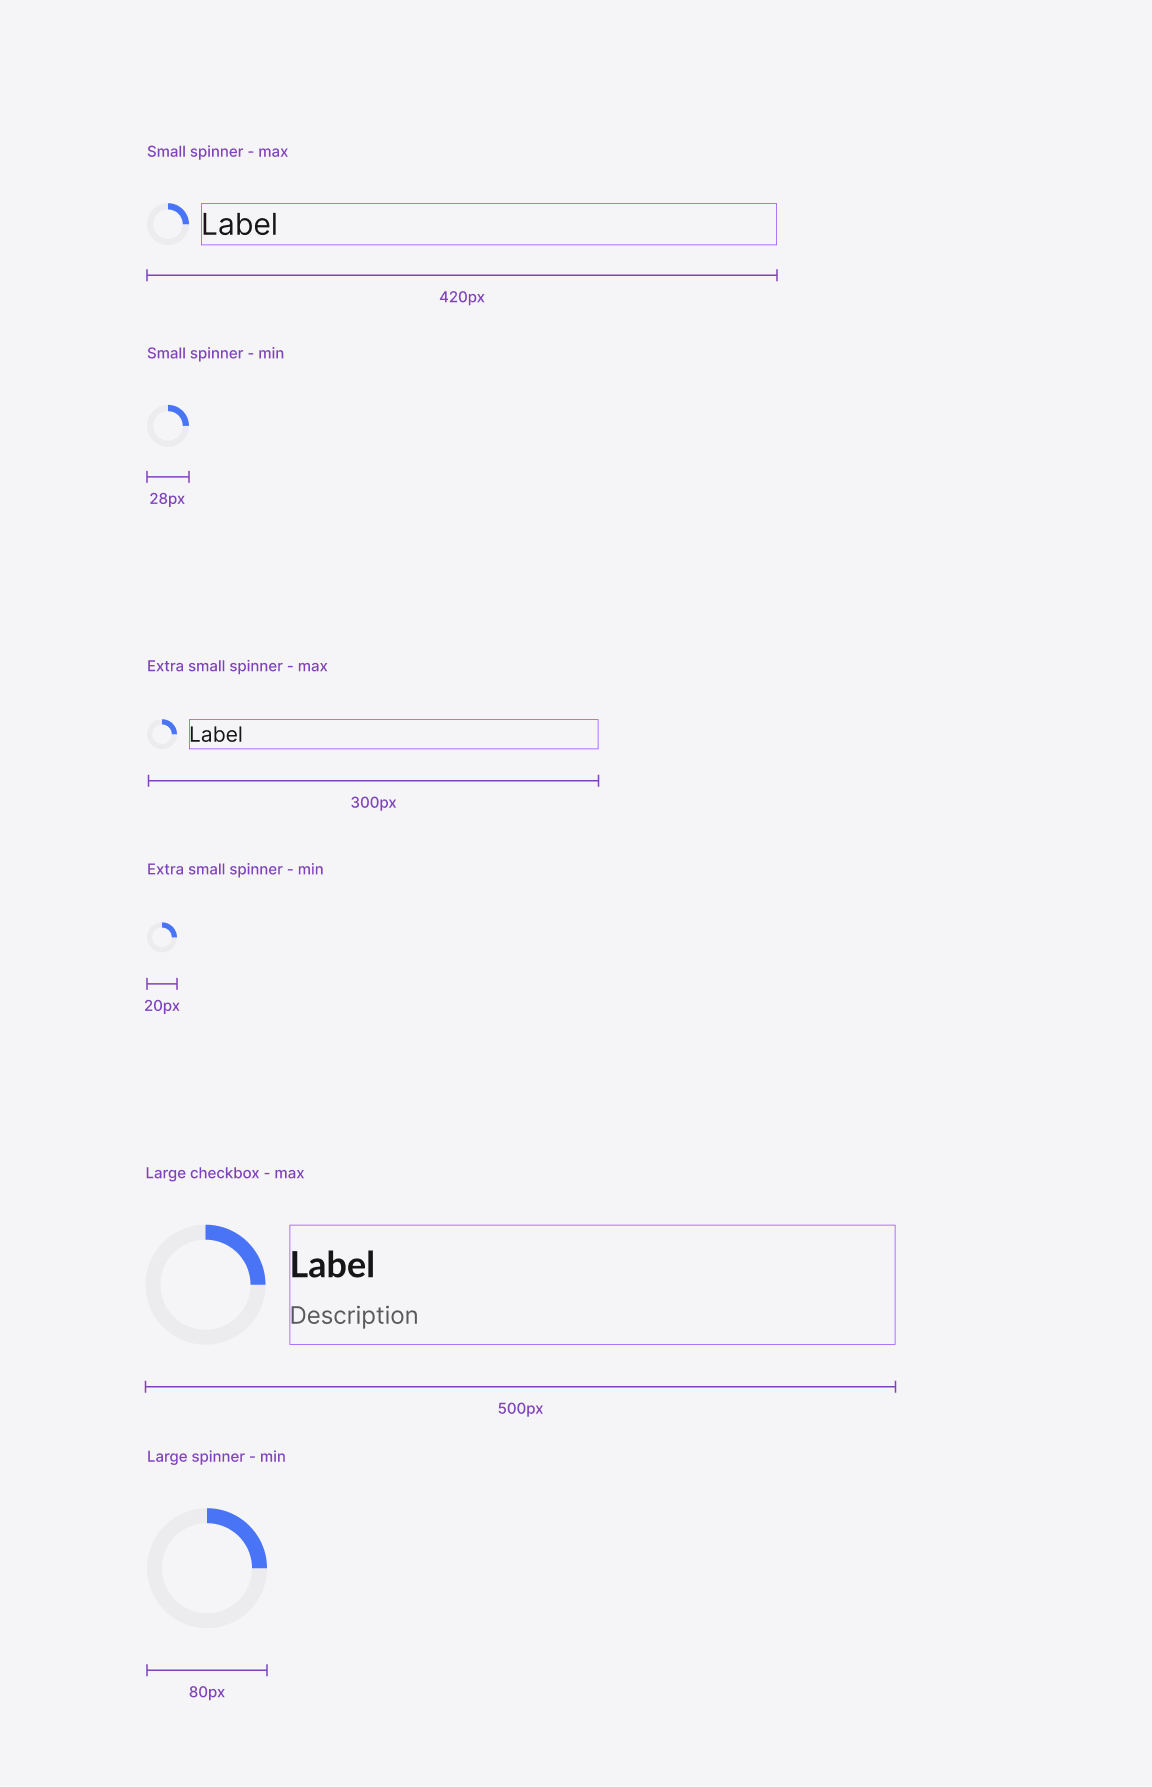 Small spinner - max
Label
420px
Small spinner - min
28px
Extra small spinner - max
Label
300px
Extra small spinner - min
20px
Large checkbox - max
Label
Description
500px
Large spinner - min
80px